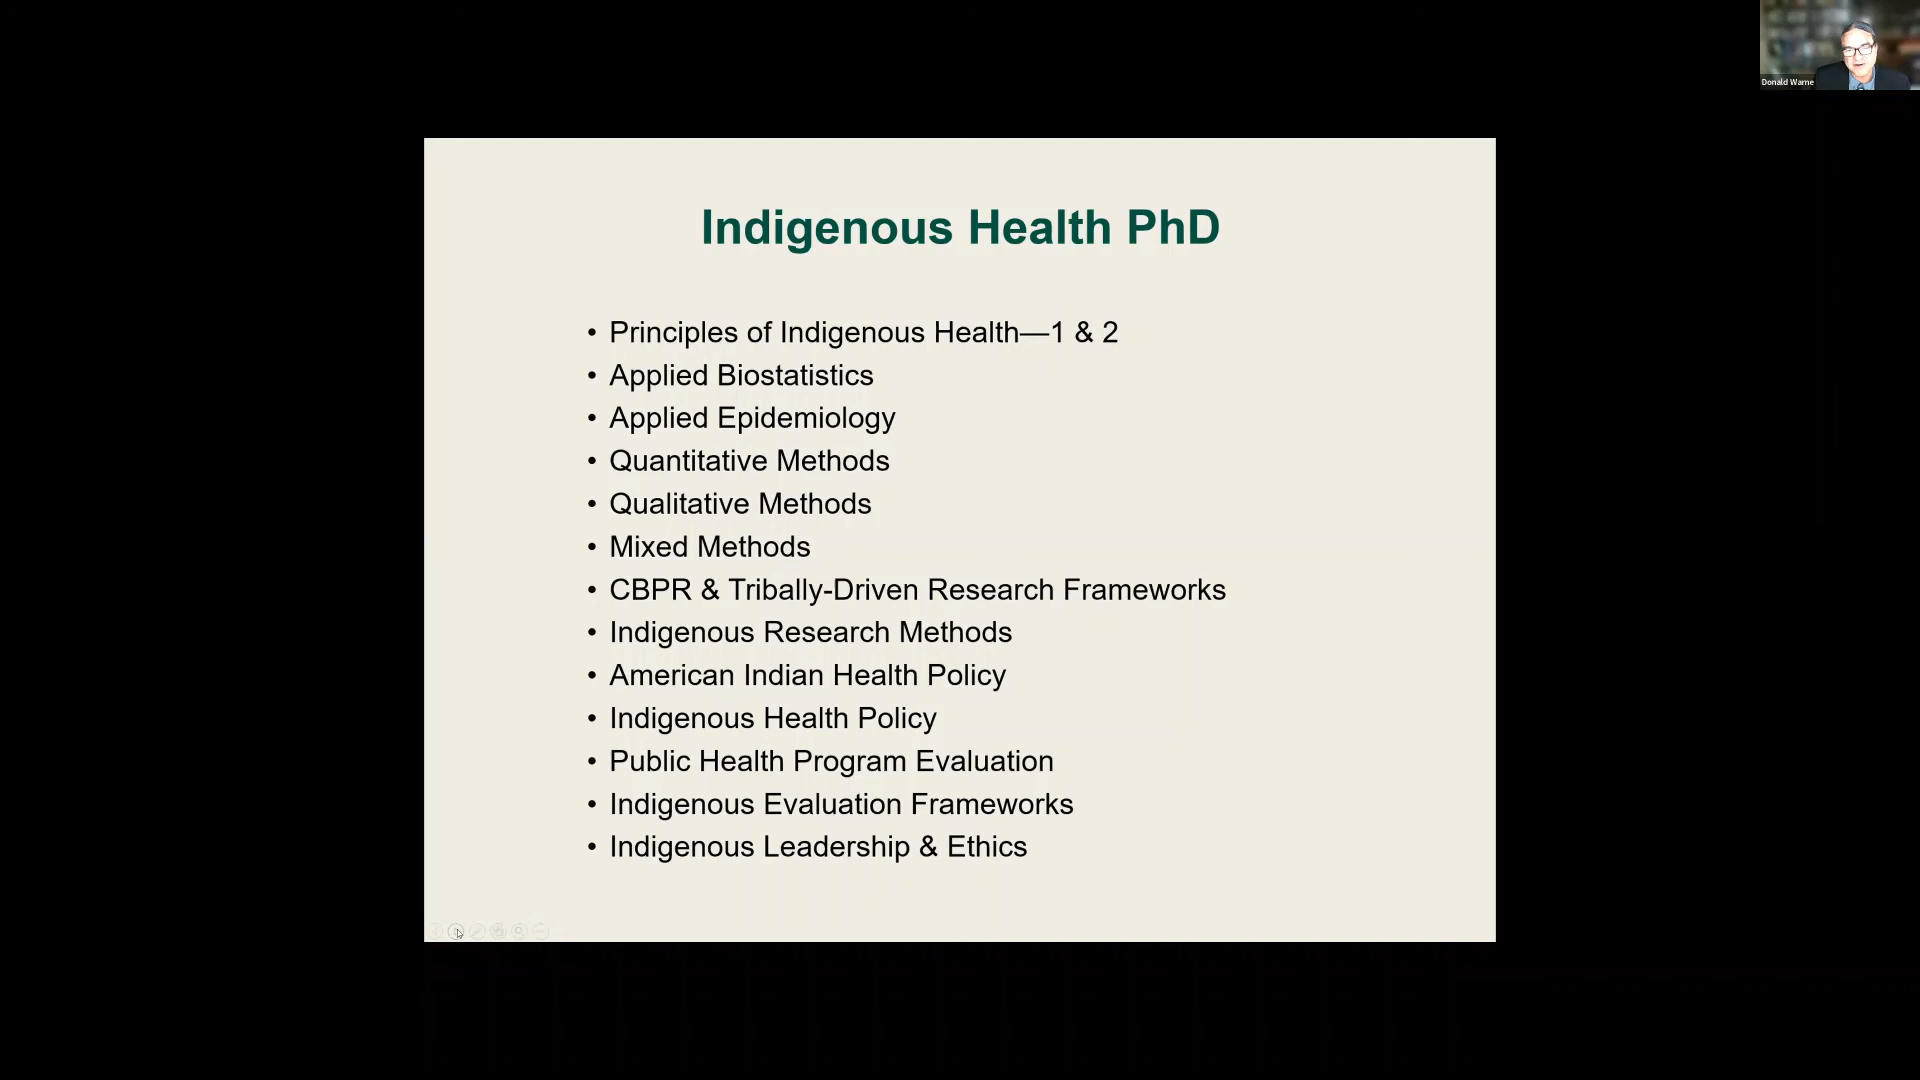 Donald Warne
Indigenous Health PhD
• Principles of Indigenous Health—1 & 2
• Applied Biostatistics
• Applied Epidemiology
• Quantitative Methods
• Qualitative Methods
• Mixed Methods
• CBPR & Tribally-Driven Research Frameworks
• Indigenous Research Methods
• American Indian Health Policy
• Indigenous Health Policy
• Public Health Program Evaluation
• Indigenous Evaluation Frameworks
• Indigenous Leadership & Ethics